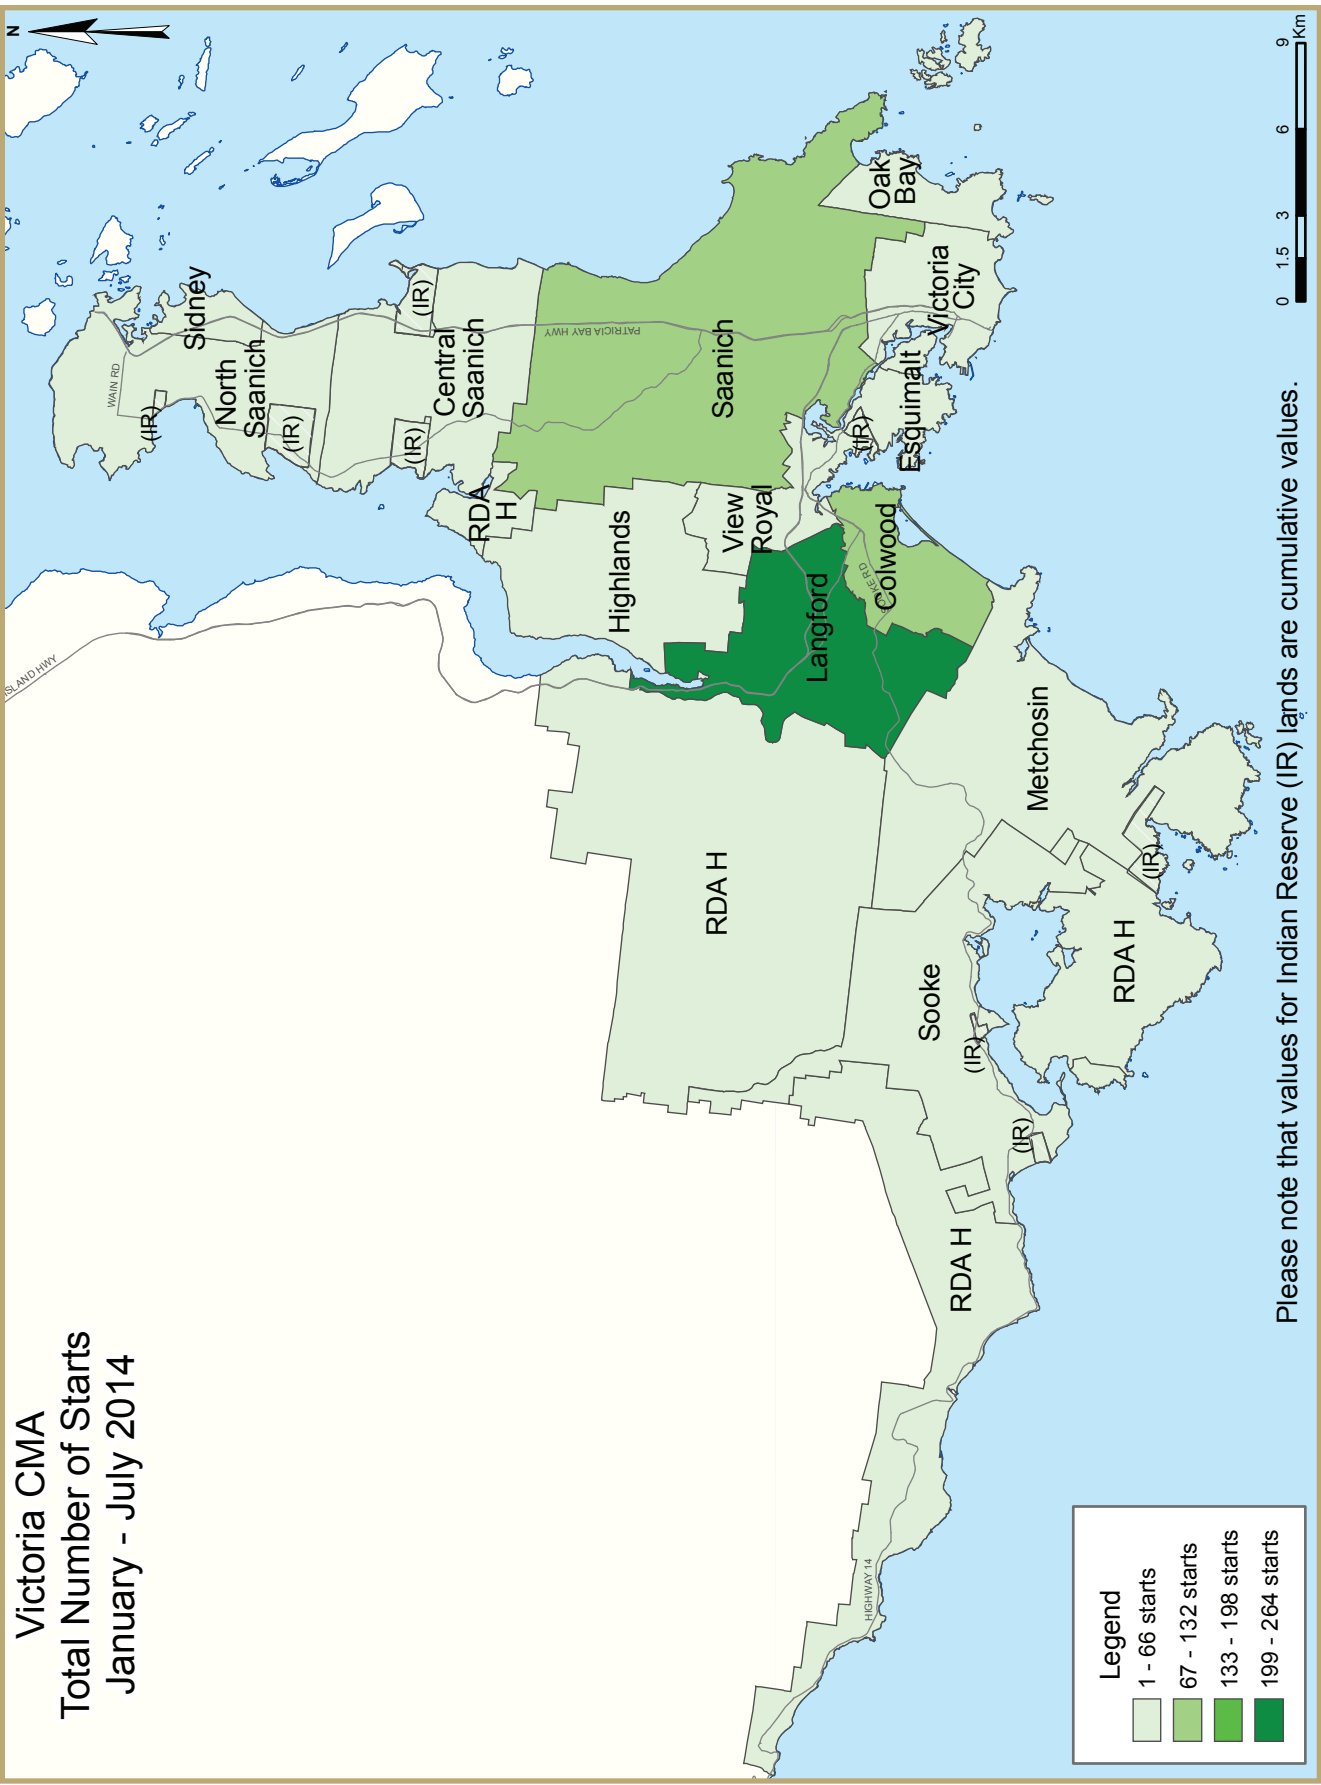 Victoria CMA
Total Number of Starts
January - July 2014
N
ISLAND HWY
WAIN RD
(IR)
Sidney
North
Saanich
(IR)
(IR)
(IR)
Central
Saanich
RDA
H
PATRICIA BAY HWY
Saanich
Highlands
View
Royal
Langford
SOOKE RD
Colwood
(IR)
Esquimalt
Victoria
City
Oak
Bay
RDA H
Metchosin
(IR)
Sooke
(IR)
RDA H
(IR)
RDA H
HIGHWAY 14
Legend
1 - 66 starts
67 - 132 starts
133 - 198 starts
199 - 264 starts
Please note that values for Indian Reserve (IR) lands are cumulative values.
0 1.5 3 6 9
Km